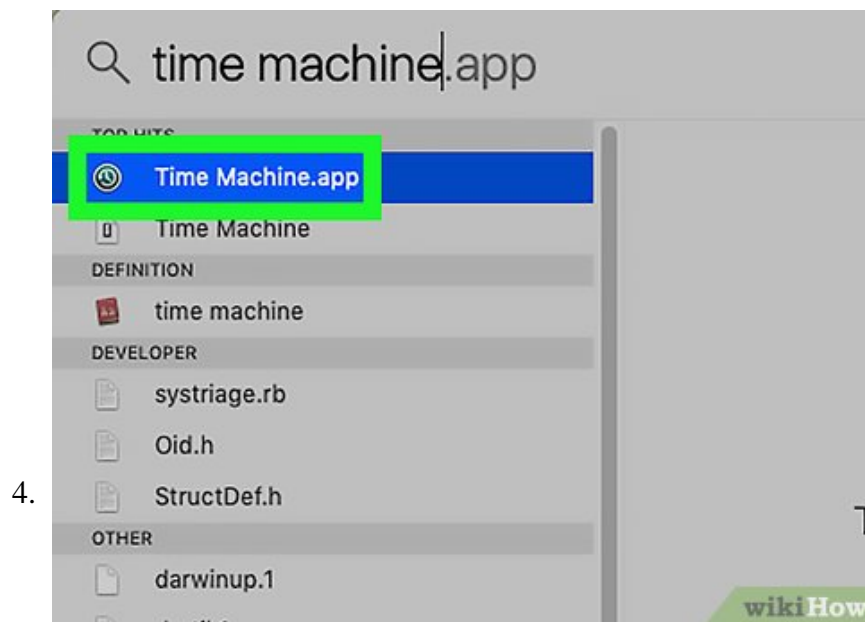 time machine.app
TOP HITS
Time Machine.app
Time Machine
DEFINITION
time machine
DEVELOPER
systriage.rb
Oid.h
4.
StructDef.h
T
OTHER
darwinup.1
wikiHow